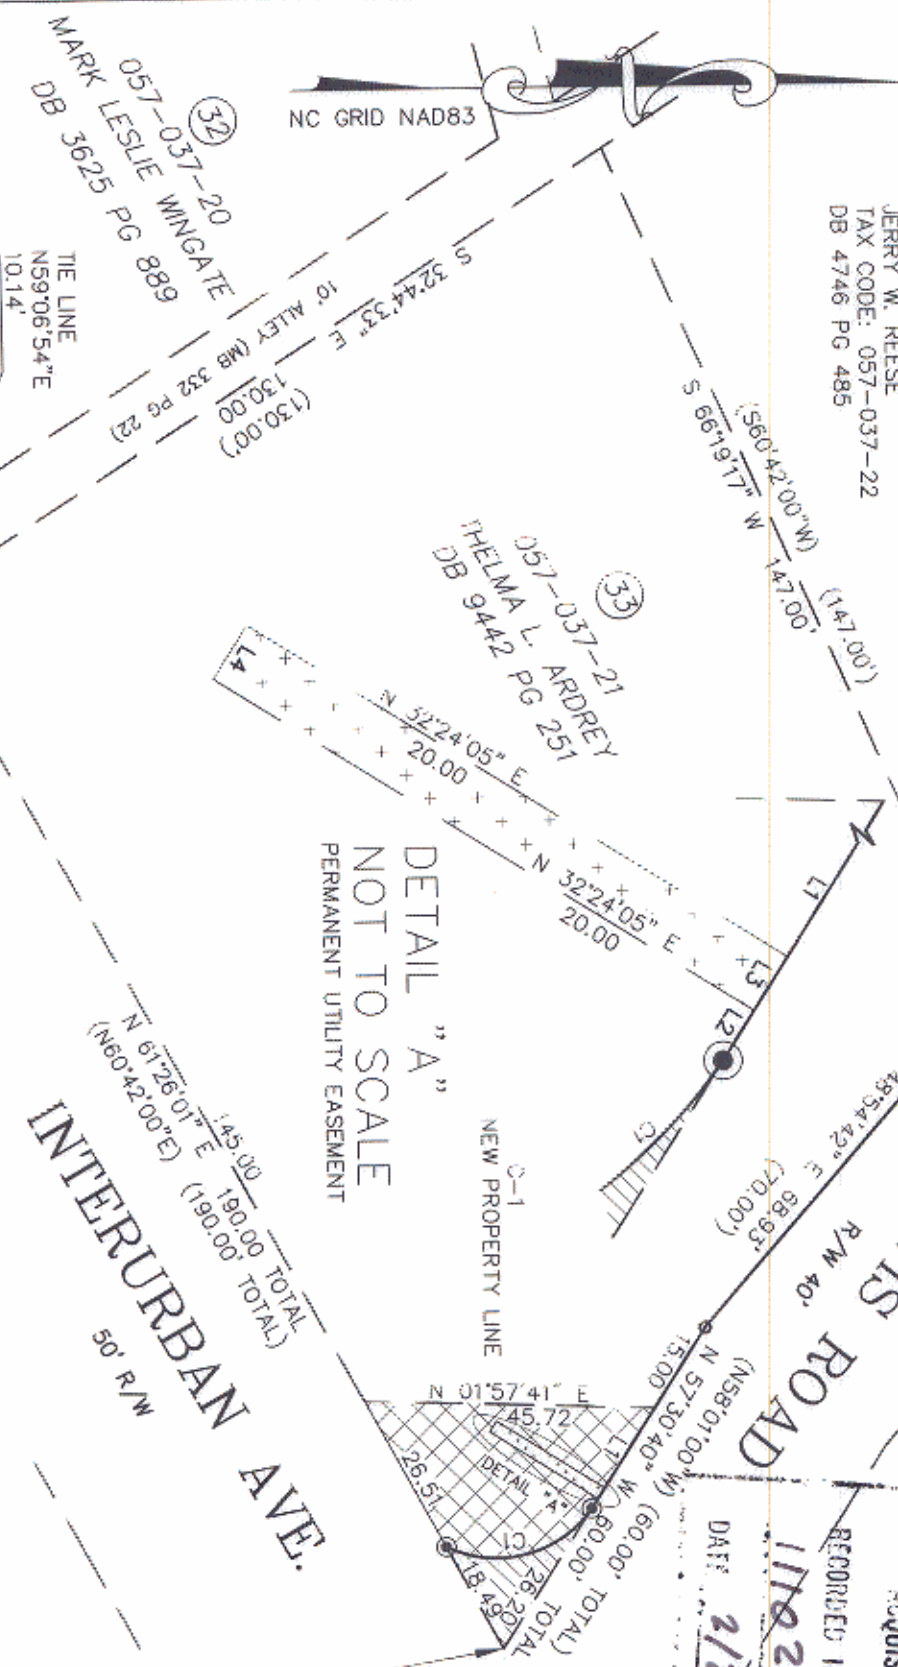 JERRY W. REESE
TAX CODE: 057-037-22
DB 4746 PG 485
NC GRID NAD83
32
057-037-20
MARK LESLIE WINGATE
DB 3625 PG 889
TIE LINE
N59°06'54"E
10.14'
S 32°44'33" E
130.00
(130.00')
10' ALLEY (MB 332 PG 22)
(S60°42'00"W) (147.00')
S 66°19'17" W 147.00'
33
057-037-21
THELMA L. ARDREY
DB 9442 PG 251
L4
N 32°24'05" E
20.00
N 32°24'05" E
20.00
L1
L3
L2
C1
DETAIL "A"
NOT TO SCALE
PERMANENT UTILITY EASEMENT
48°54'42" E 68.93'
(70.00')
R/W 40'
ROAD
NEW PROPERTY LINE
N 01°57'41" E
45.72
15.00
N 57°30'40" W 60.00' TOTAL
(N58°01'00"W) (60.00' TOTAL)
L1
DETAIL "A"
C1
26.51
18.49
26.20
N 61°26'01" E 145.00 190.00 TOTAL
(N60°42'00"E) (190.00' TOTAL)
INTERURBAN AVE.
50' R/W
RECORDED
DATE 2/